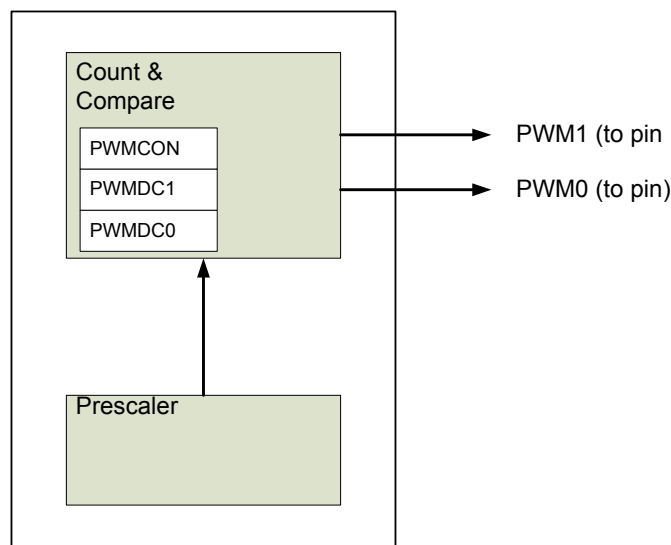 Count &
Compare
PWMCON
PWMDC1
PWMDC0
PWM1 (to pin
PWM0 (to pin)
Prescaler